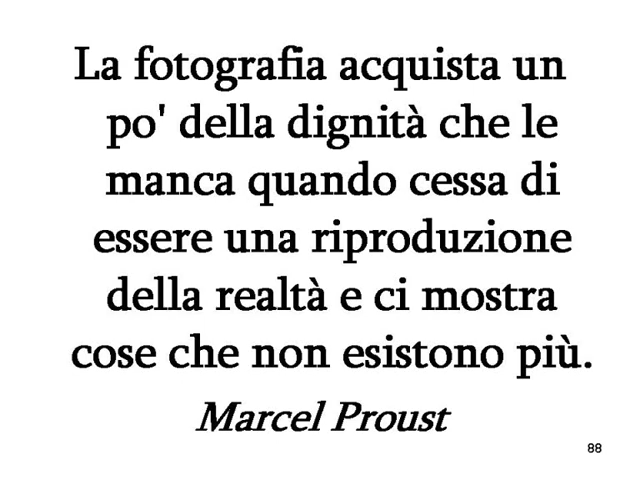 La fotografia acquista un
po' della dignità che le
manca quando cessa di
essere una riproduzione
della realtà e ci mostra
cose che non esistono più.
Marcel Proust
88